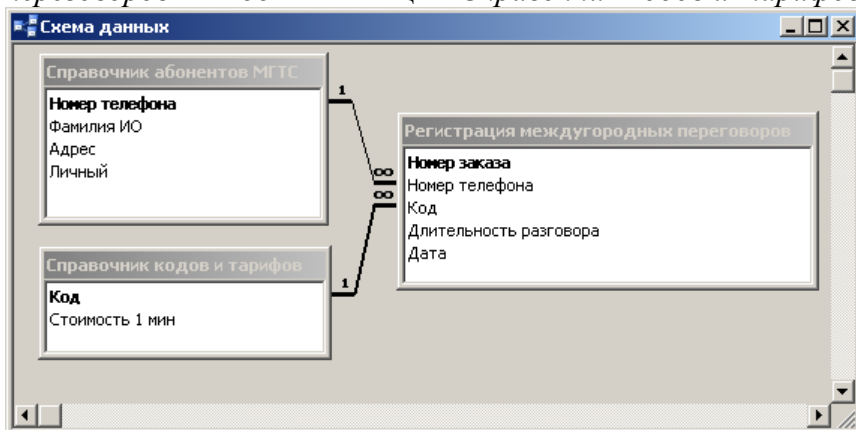 Схема данных
Справочник абонентов МГТС
Номер телефона
Фамилия ИО
Адрес
Личный
1
∞
∞
Регистрация междугородных переговоров
Номер заказа
Номер телефона
Код
Длительность разговора
Дата
Справочник кодов и тарифов
Код
Стоимость 1 мин
1